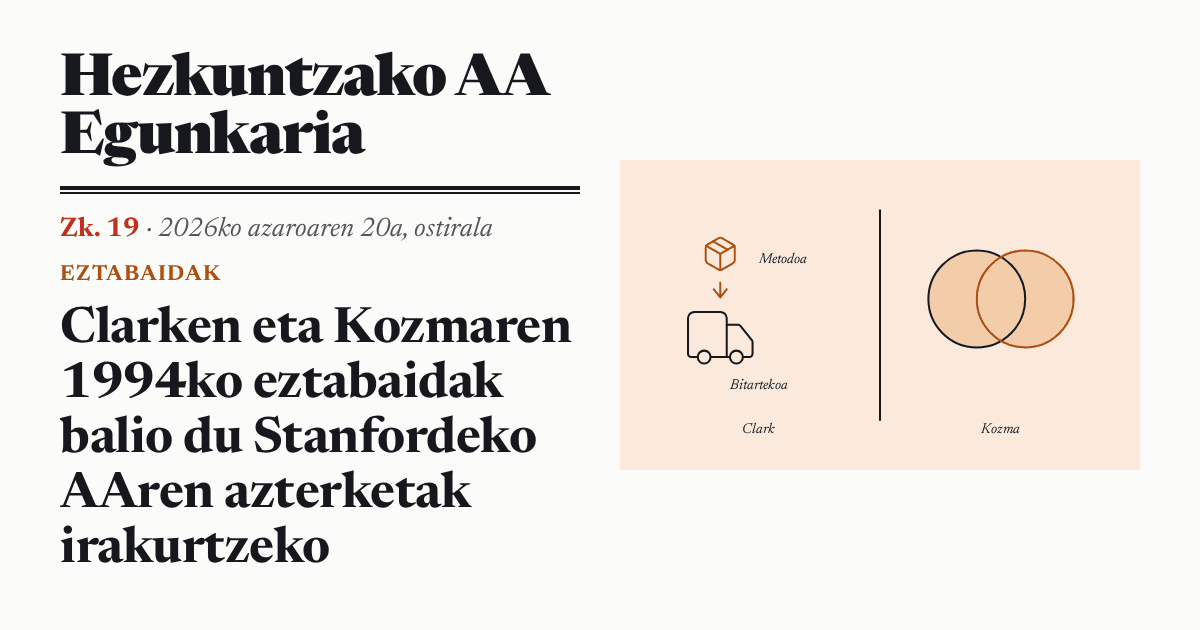 Hezkuntzako AA
Egunkaria
Zk. 19 · 2026ko azaroaren 20a, ostirala
EZTABAIDAK
Clarken eta Kozmaren
1994ko eztabaidak
balio du Stanfordeko
AAren azterketak
irakurtzeko
Metodoa
Bitartekoa
Clark
Kozma